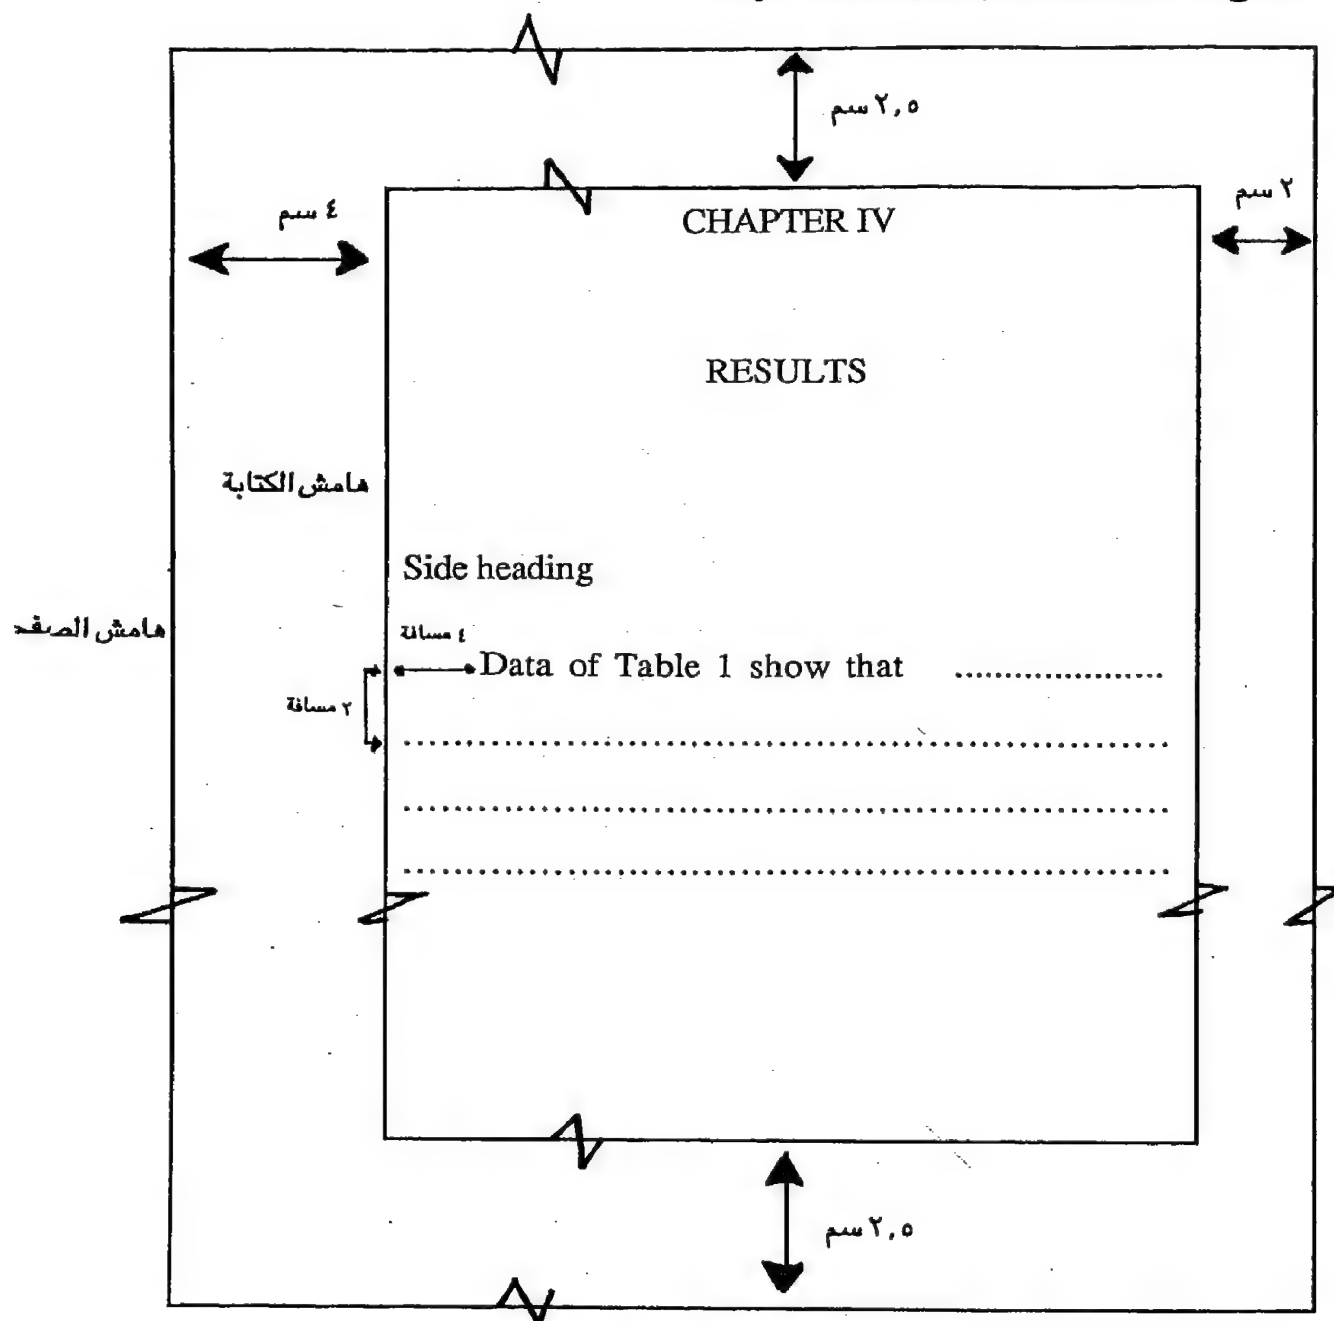 ٢,٥ سم
٤ سم
٢ سم
CHAPTER IV
RESULTS
هامش الكتابة
Side heading
هامش الصفـ
٤ مسافة
Data of Table 1 show that ....................
٢ مسافة
٢,٥ سم